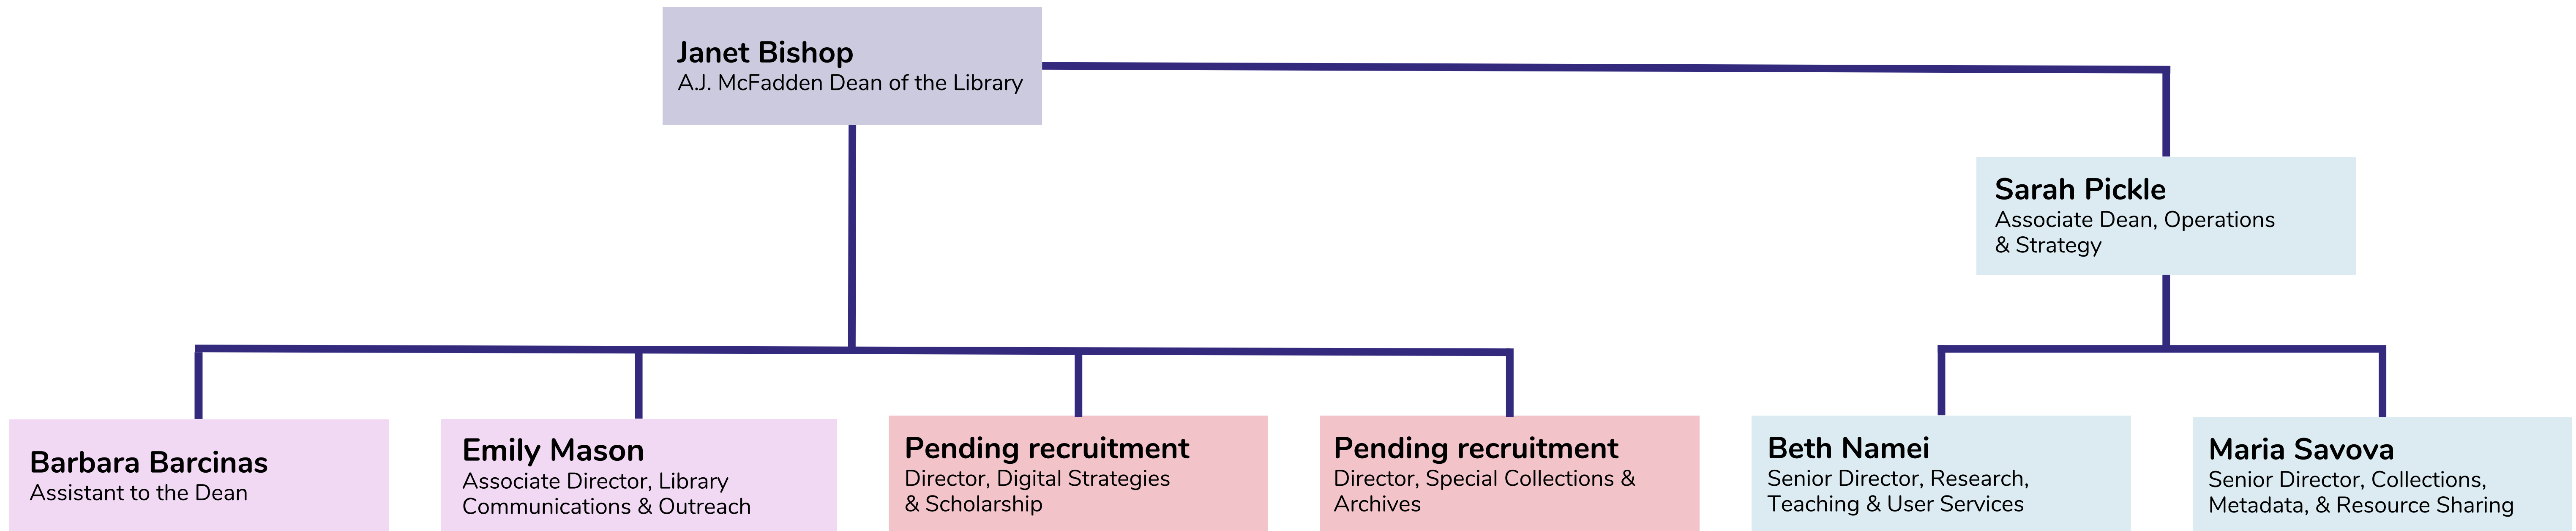 Janet Bishop
A.J. McFadden Dean of the Library
Sarah Pickle
Associate Dean, Operations
& Strategy
Barbara Barcinas
Assistant to the Dean
Emily Mason
Associate Director, Library
Communications & Outreach
Pending recruitment
Director, Digital Strategies
& Scholarship
Pending recruitment
Director, Special Collections &
Archives
Beth Namei
Senior Director, Research,
Teaching & User Services
Maria Savova
Senior Director, Collections,
Metadata, & Resource Sharing